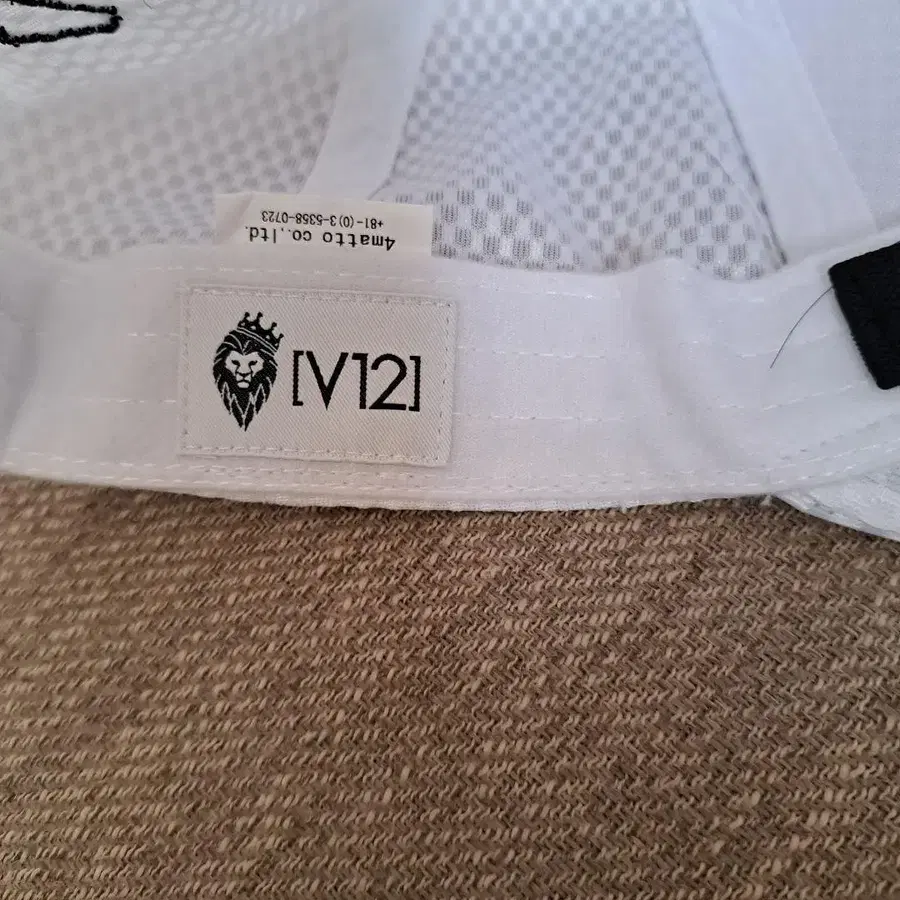 4matto co.,ltd.
+81-(0)3-5358-0723
[V12]